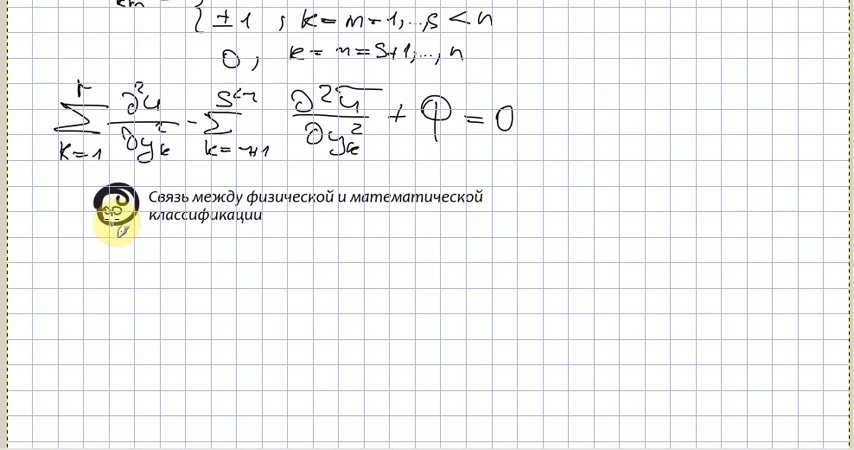 ± 1 , k = m = 1,...,s < n
0, k = m = s+1,...,n
∑ k=1 r ∂²u / ∂y_k² - ∑ k=r+1 s<n ∂²u / ∂y_k² + Φ = 0
Связь между физической и математической
классификации